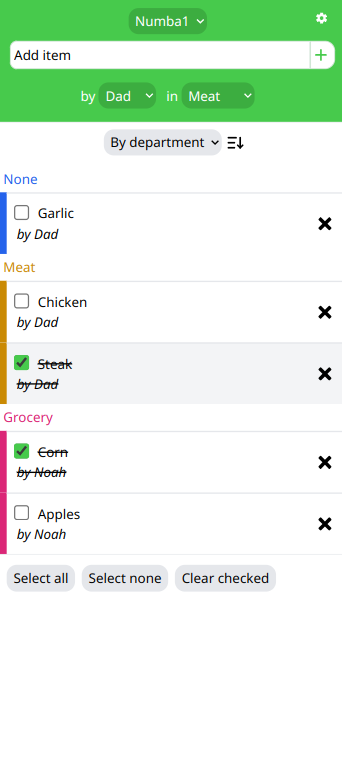 Numba1
Add item
by Dad in Meat
By department
None
Garlic
by Dad
Meat
Chicken
by Dad
Steak
by Dad
Grocery
Corn
by Noah
Apples
by Noah
Select all Select none Clear checked